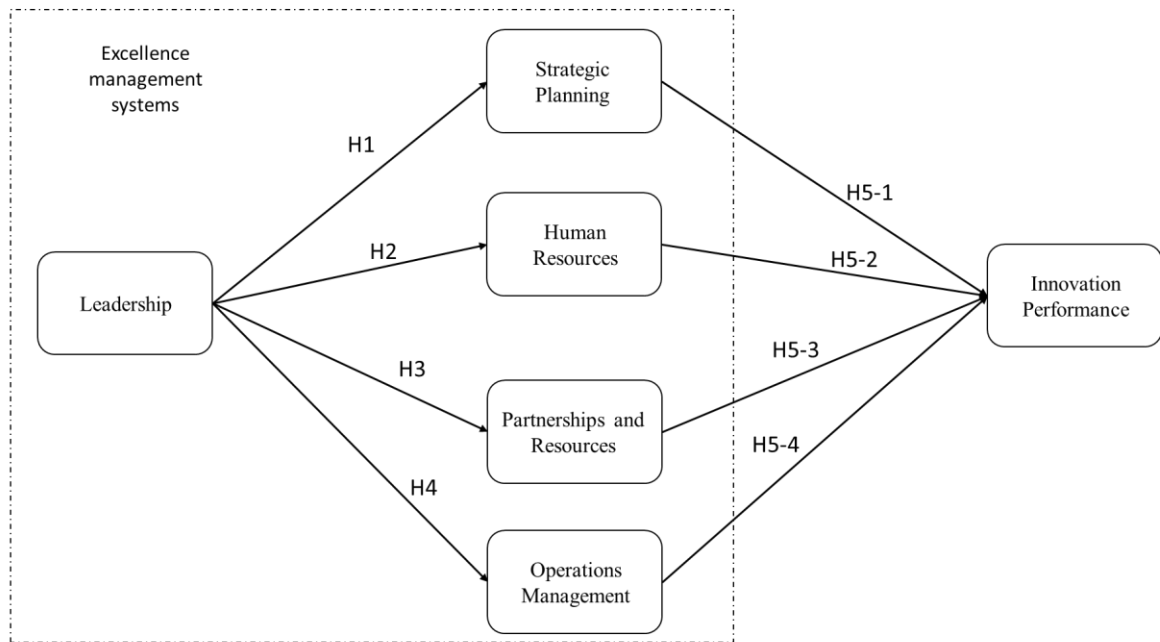 Excellence
management
systems
Strategic
Planning
H1
H5-1
Human
Resources
H2
H5-2
Leadership
Innovation
Performance
H3
H5-3
Partnerships and
Resources
H4
H5-4
Operations
Management